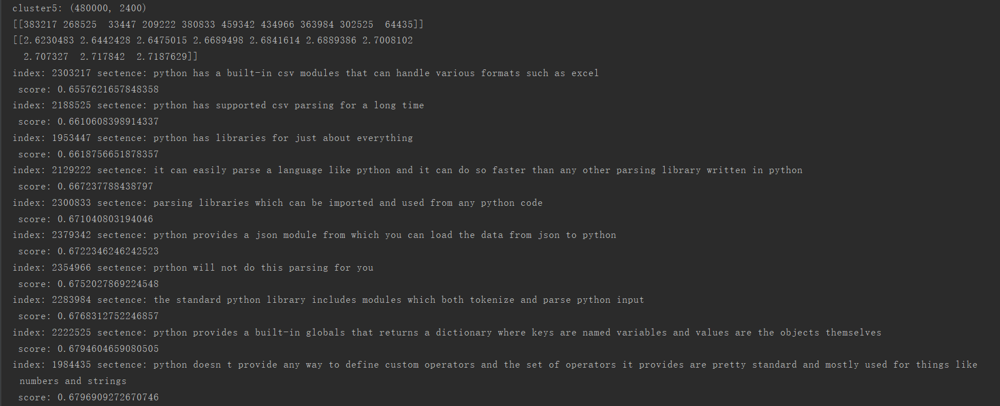 cluster5: (480000, 2400)
[[383217 268525  33447 209222 380833 459342 434966 363984 302525  64435]]
[[2.6230483 2.6442428 2.6475015 2.6689498 2.6841614 2.6889386 2.7008102
  2.707327  2.717842  2.7187629]]
index: 2303217 sectence: python has a built-in csv modules that can handle various formats such as excel
 score: 0.6557621657848358
index: 2188525 sectence: python has supported csv parsing for a long time
 score: 0.6610608398914337
index: 1953447 sectence: python has libraries for just about everything
 score: 0.6618756651878357
index: 2129222 sectence: it can easily parse a language like python and it can do so faster than any other parsing library written in python
 score: 0.667237788438797
index: 2300833 sectence: parsing libraries which can be imported and used from any python code
 score: 0.671040803194046
index: 2379342 sectence: python provides a json module from which you can load the data from json to python
 score: 0.6722346246242523
index: 2354966 sectence: python will not do this parsing for you
 score: 0.6752027869224548
index: 2283984 sectence: the standard python library includes modules which both tokenize and parse python input
 score: 0.6768312752246857
index: 2222525 sectence: python provides a built-in globals that returns a dictionary where keys are named variables and values are the objects themselves
 score: 0.6794604659080505
index: 1984435 sectence: python doesn t provide any way to define custom operators and the set of operators it provides are pretty standard and mostly used for things like
 numbers and strings
 score: 0.6796909272670746